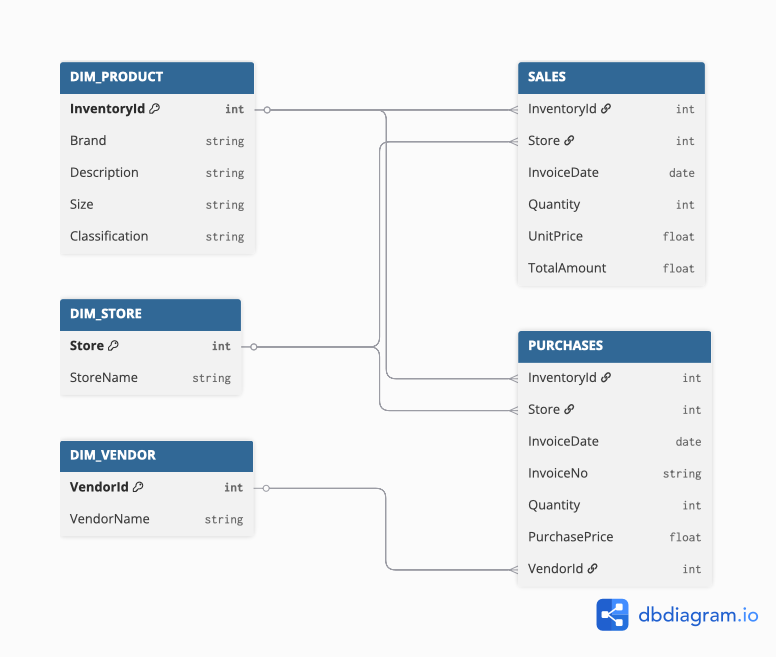 DIM_PRODUCT
InventoryId int
Brand string
Description string
Size string
Classification string
DIM_STORE
Store int
StoreName string
DIM_VENDOR
VendorId int
VendorName string
SALES
InventoryId int
Store int
InvoiceDate date
Quantity int
UnitPrice float
TotalAmount float
PURCHASES
InventoryId int
Store int
InvoiceDate date
InvoiceNo string
Quantity int
PurchasePrice float
VendorId int
dbdiagram.io